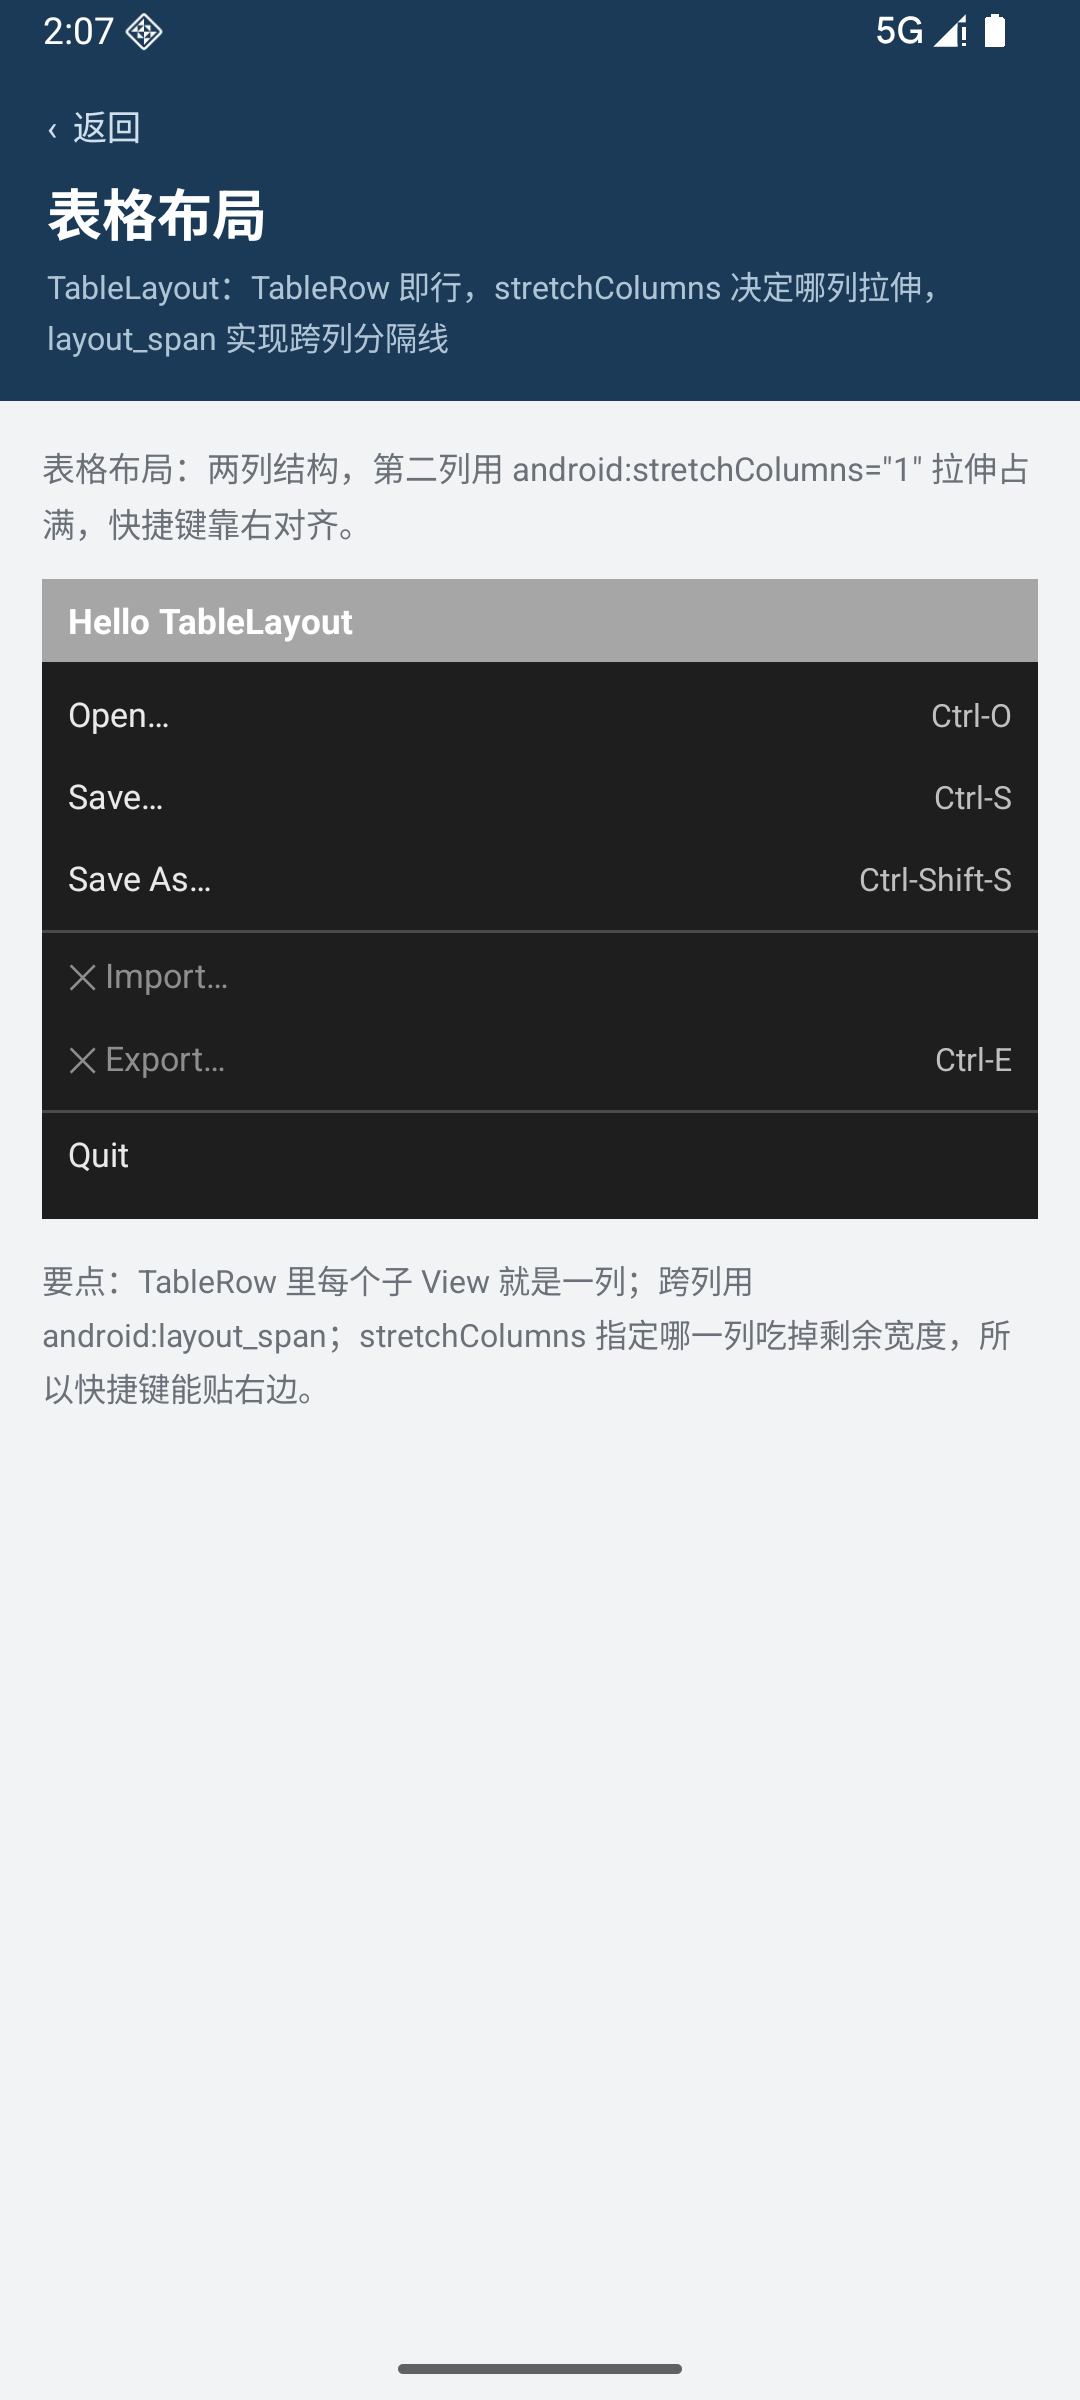 2:07
5G
‹ 返回
表格布局
TableLayout：TableRow 即行，stretchColumns 决定哪列拉伸，
layout_span 实现跨列分隔线
表格布局：两列结构，第二列用 android:stretchColumns="1" 拉伸占
满，快捷键靠右对齐。
Hello TableLayout
Open... Ctrl-O
Save... Ctrl-S
Save As... Ctrl-Shift-S
╳ Import...
╳ Export... Ctrl-E
Quit
要点：TableRow 里每个子 View 就是一列；跨列用
android:layout_span；stretchColumns 指定哪一列吃掉剩余宽度，所
以快捷键能贴右边。